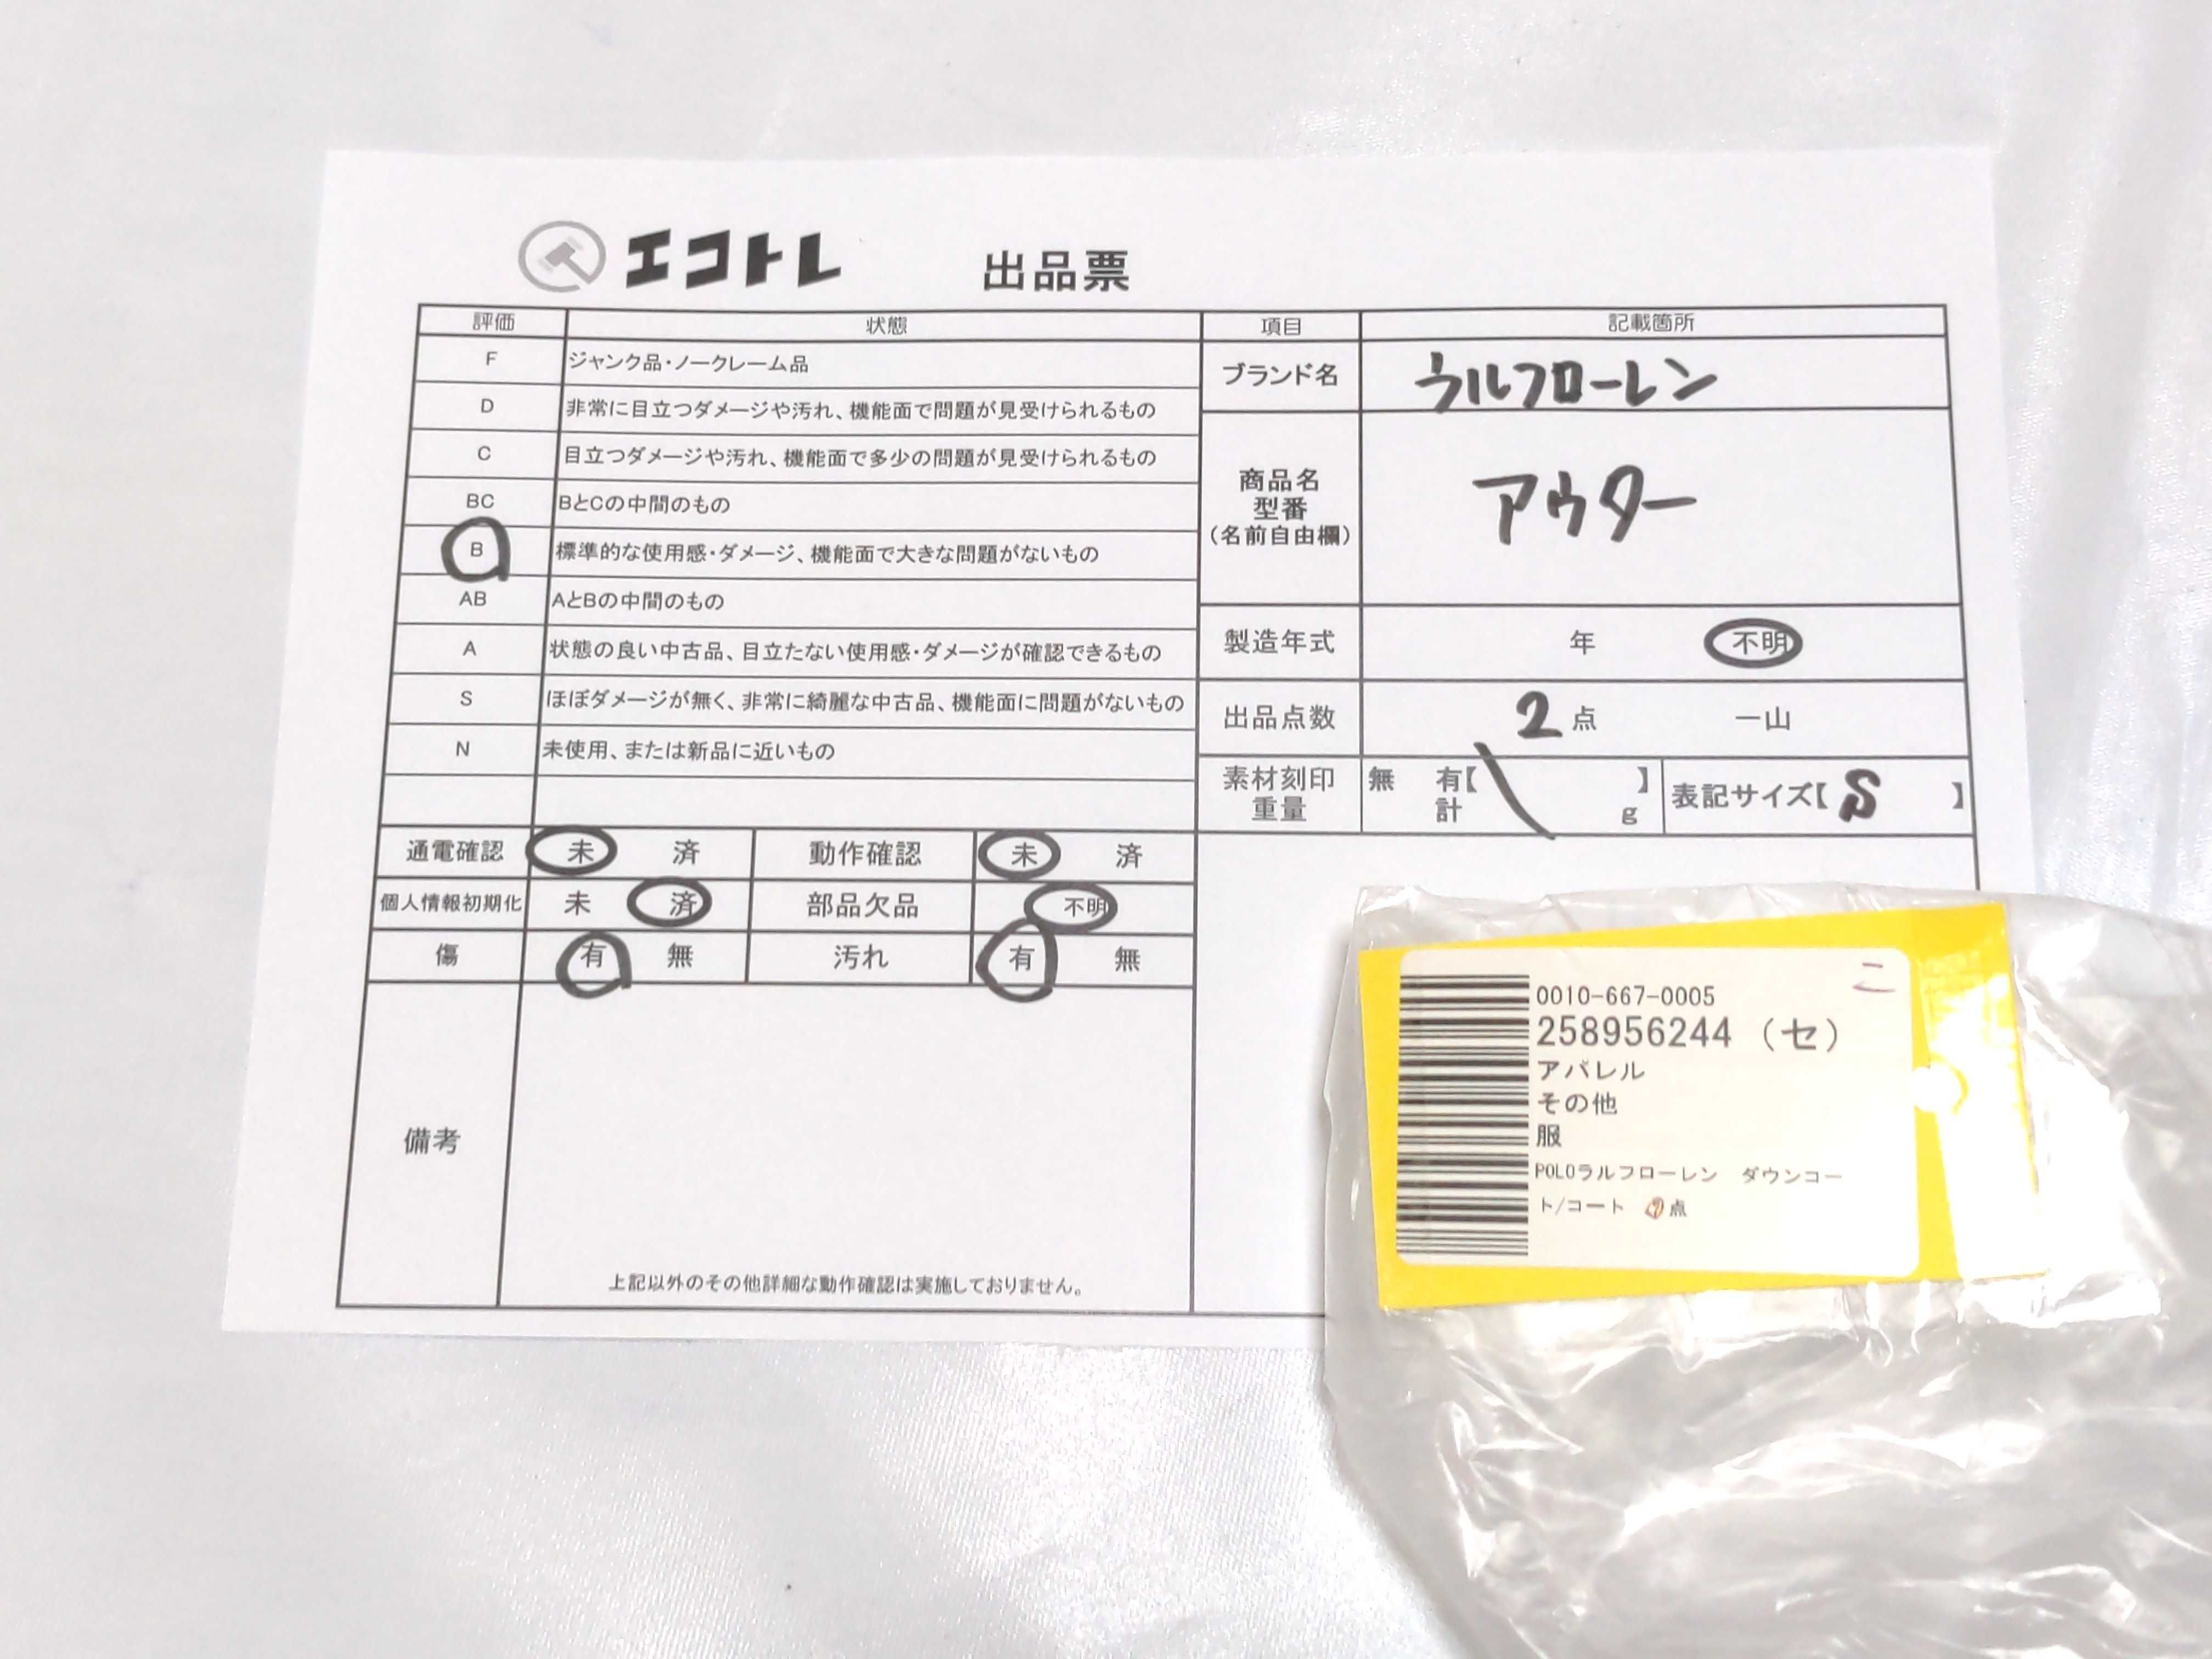 エコトレ 出品票
評価 状態 項目 記載箇所
F ジャンク品・ノークレーム品
D 非常に目立つダメージや汚れ、機能面で問題が見受けられるもの
C 目立つダメージや汚れ、機能面で多少の問題が見受けられるもの
BC BとCの中間のもの
B 標準的な使用感・ダメージ、機能面で大きな問題がないもの
AB AとBの中間のもの
A 状態の良い中古品、目立たない使用感・ダメージが確認できるもの
S ほぼダメージが無く、非常に綺麗な中古品、機能面に問題がないもの
N 未使用、または新品に近いもの
ブランド名 ラルフローレン
商品名
型番
(名前自由欄)
アウター
製造年式 年 不明
出品点数 2点 一山
素材刻印 無 有【 】
重量 計 g
表記サイズ【 S 】
通電確認 未 済 動作確認 未 済
個人情報初期化 未 済 部品欠品 不明
傷 有 無 汚れ 有 無
備考
上記以外のその他詳細な動作確認は実施しておりません。
0010-667-0005
258956244 (セ)
アパレル
その他
服
POLOラルフローレン ダウンコー
ト/コート 点